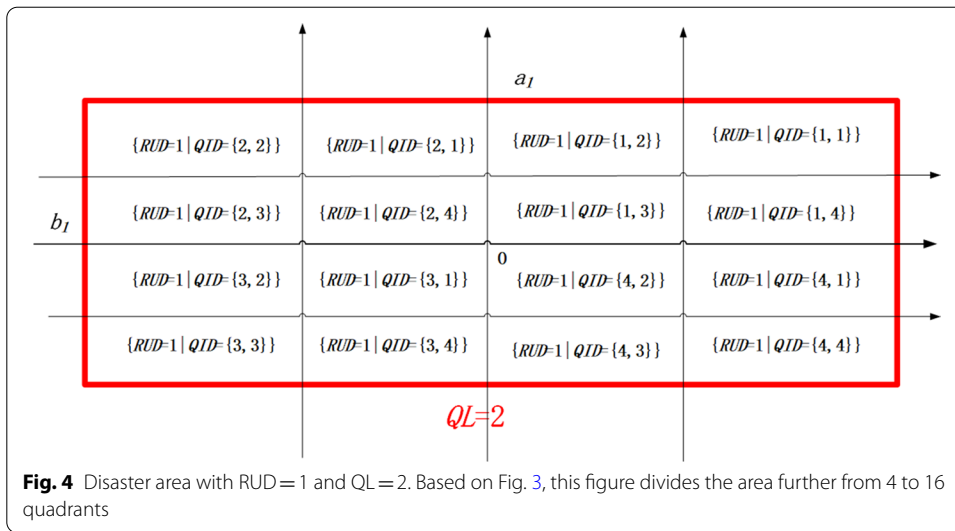 a_I
{RUD=1|QID={2, 2}} {RUD=1|QID={2, 1}} {RUD=1|QID={1, 2}} {RUD=1|QID={1, 1}}
b_I
{RUD=1|QID={2, 3}} {RUD=1|QID={2, 4}} {RUD=1|QID={1, 3}} {RUD=1|QID={1, 4}}
0
{RUD=1|QID={3, 2}} {RUD=1|QID={3, 1}} {RUD=1|QID={4, 2}} {RUD=1|QID={4, 1}}
{RUD=1|QID={3, 3}} {RUD=1|QID={3, 4}} {RUD=1|QID={4, 3}} {RUD=1|QID={4, 4}}
QL=2
Fig. 4 Disaster area with RUD = 1 and QL = 2. Based on Fig. 3, this figure divides the area further from 4 to 16
quadrants